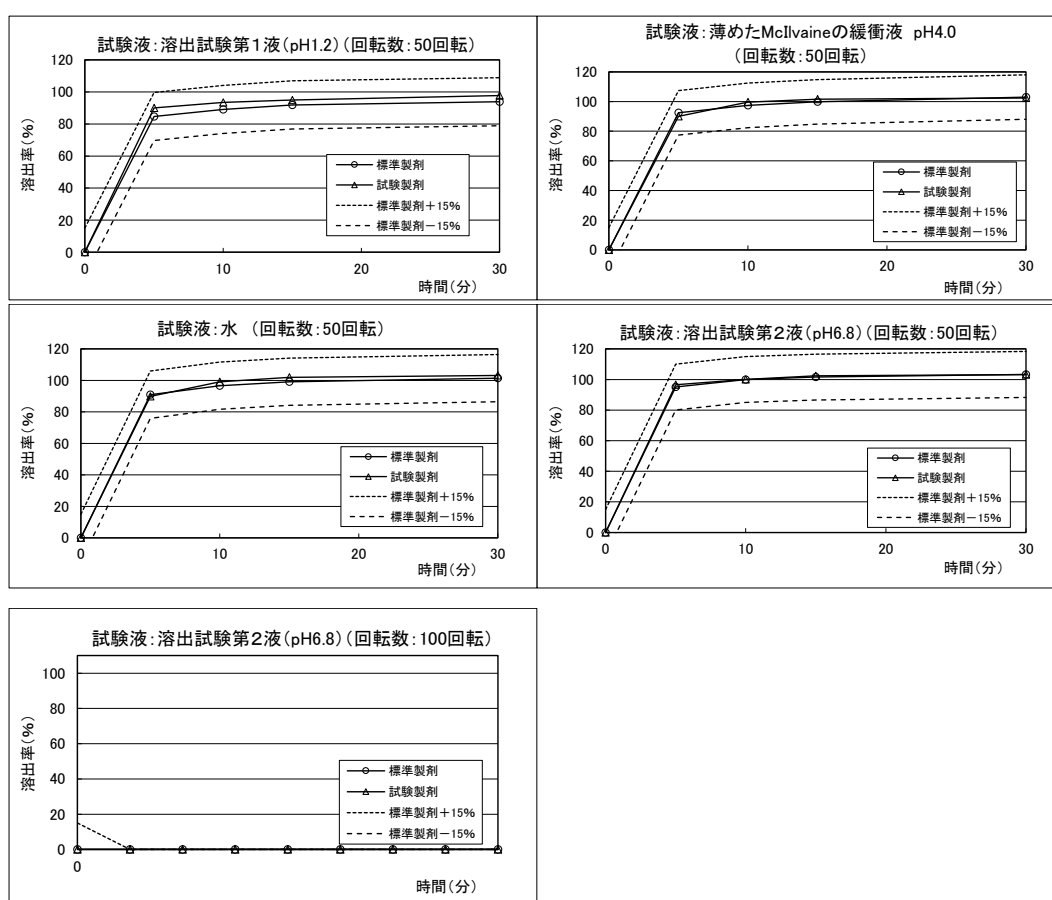 試験液:溶出試験第1液(pH1.2)(回転数:50回転)
溶出率(%)
120
100
80
60
40
20
0
標準製剤
試験製剤
標準製剤+15%
標準製剤-15%
0
10
20
30
時間(分)
試験液:薄めたMcIlvaineの緩衝液 pH4.0
(回転数:50回転)
溶出率(%)
120
100
80
60
40
20
0
標準製剤
試験製剤
標準製剤+15%
標準製剤-15%
0
10
20
30
時間(分)
試験液:水 (回転数:50回転)
溶出率(%)
120
100
80
60
40
20
0
標準製剤
試験製剤
標準製剤+15%
標準製剤-15%
0
10
20
30
時間(分)
試験液:溶出試験第2液(pH6.8)(回転数:50回転)
溶出率(%)
120
100
80
60
40
20
0
標準製剤
試験製剤
標準製剤+15%
標準製剤-15%
0
10
20
30
時間(分)
試験液:溶出試験第2液(pH6.8)(回転数:100回転)
溶出率(%)
100
80
60
40
20
0
標準製剤
試験製剤
標準製剤+15%
標準製剤-15%
0
時間(分)